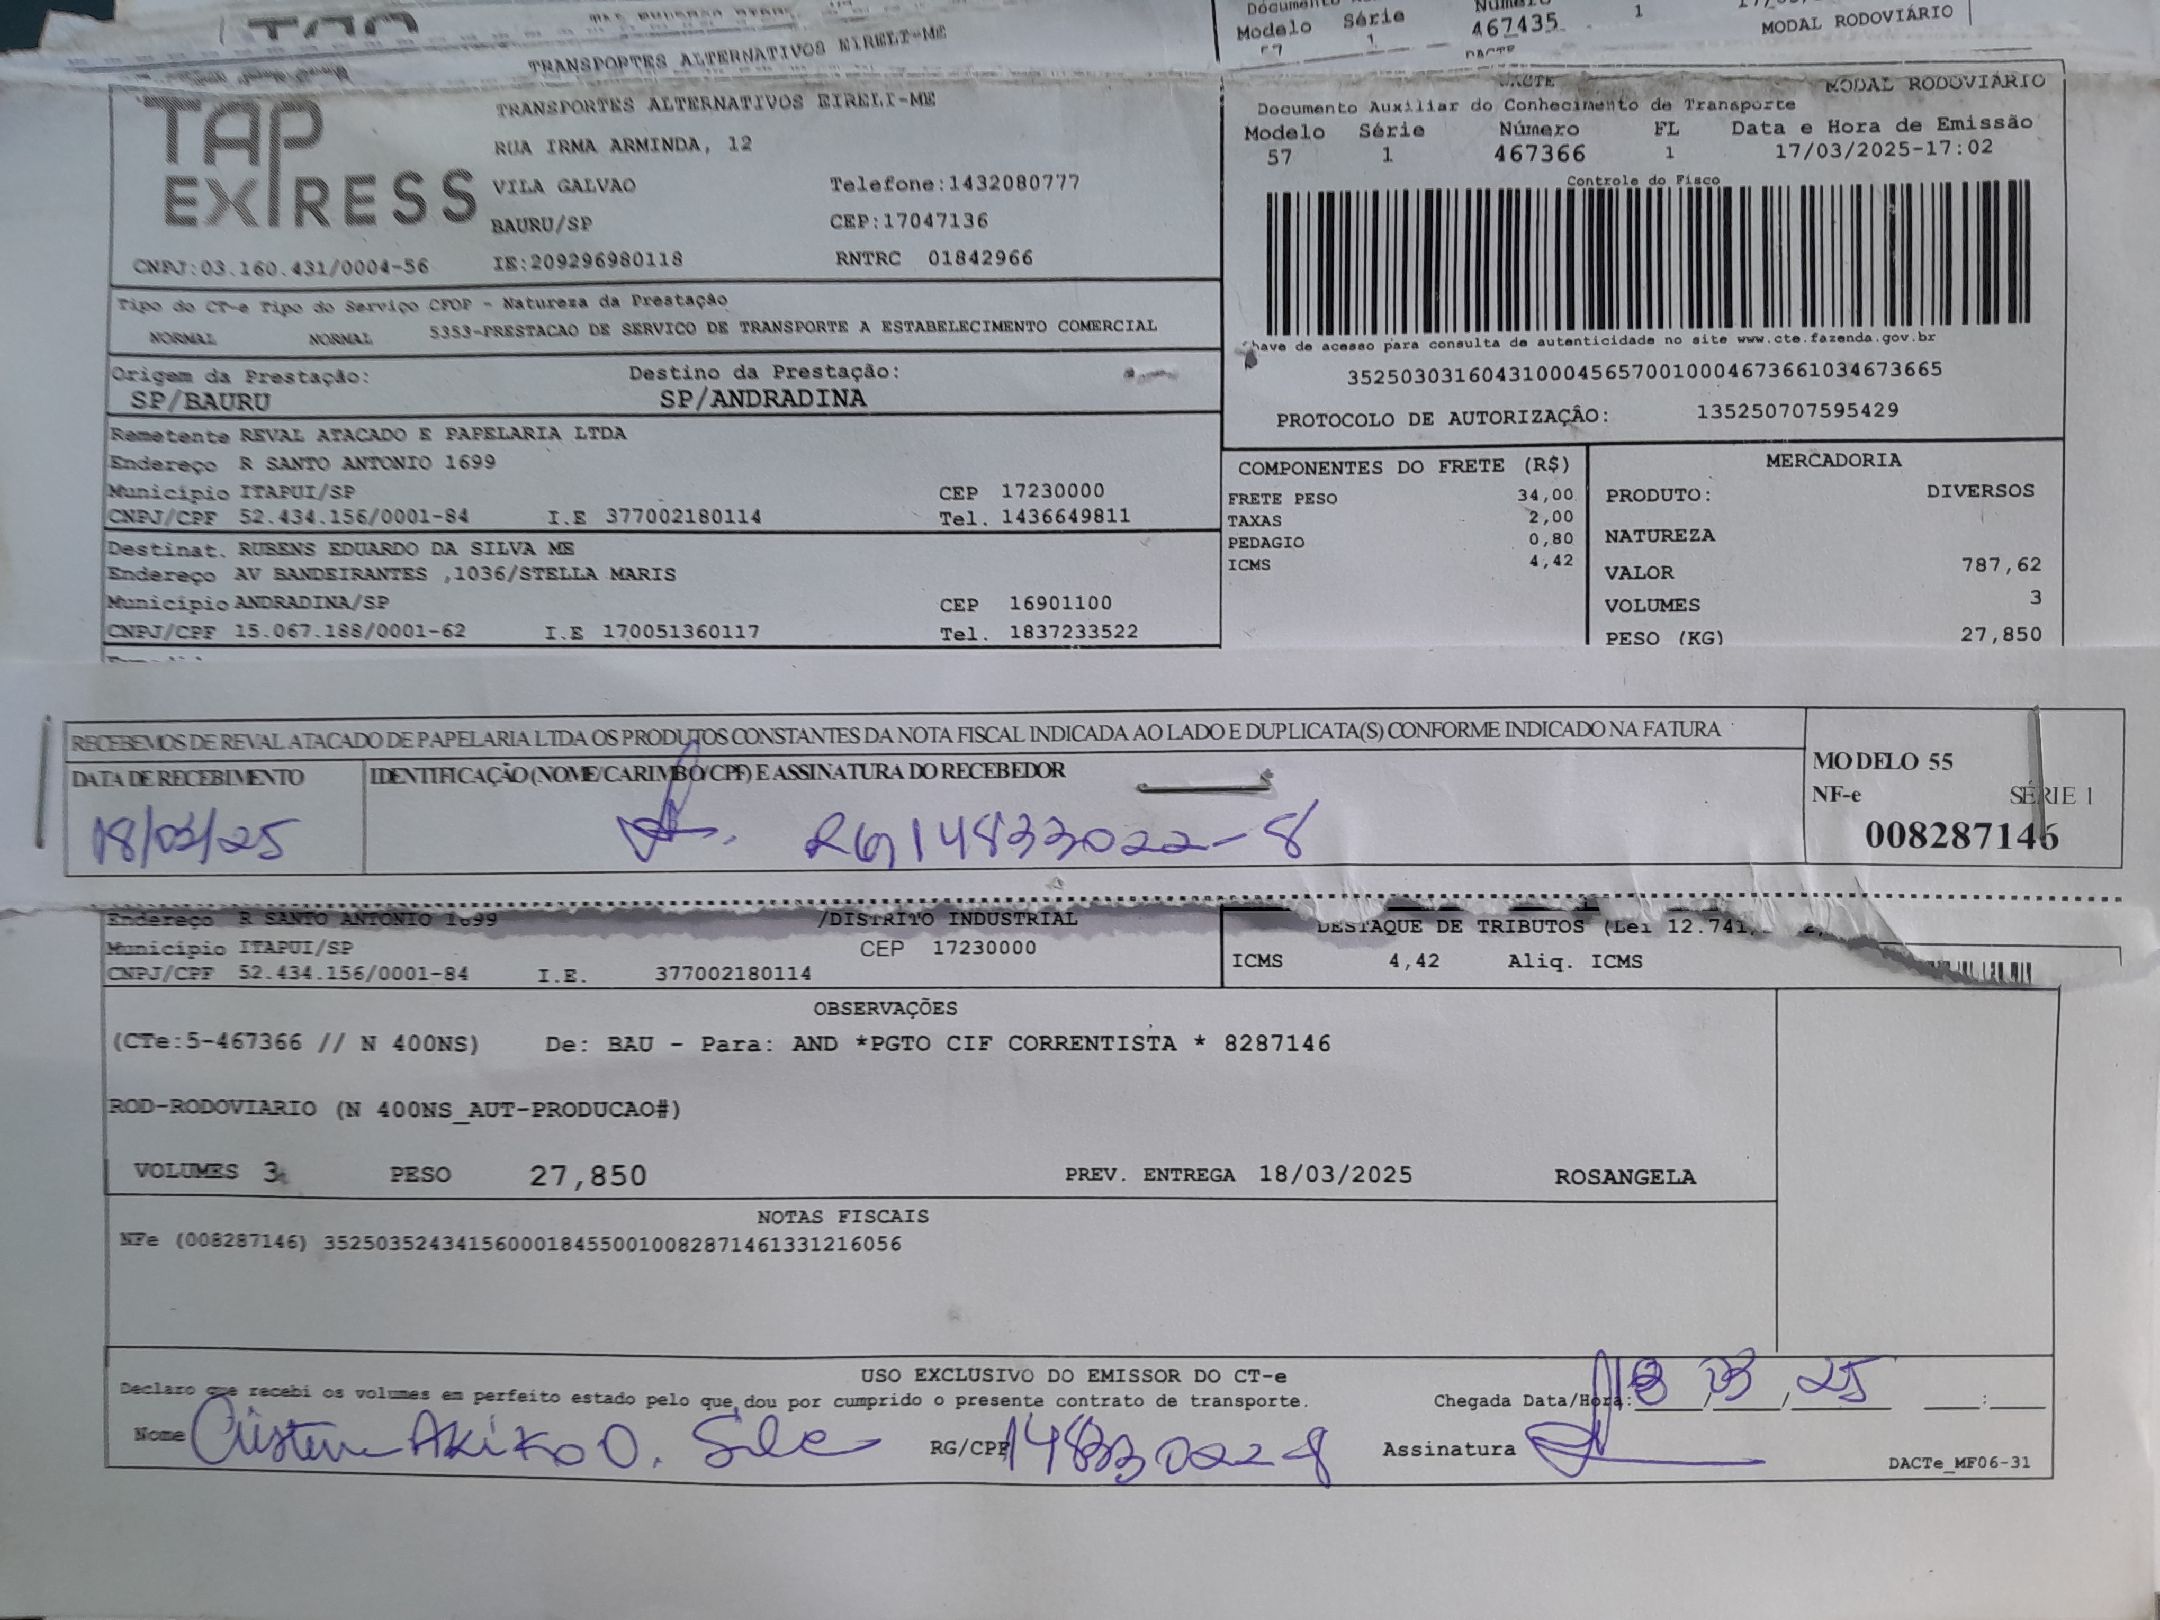 TRANSPORTES ALTERNATIVOS EIRELI-ME
Modelo Série
467435 1
1
MODAL RODOVIÁRIO
TAP EXPRESS
TRANSPORTES ALTERNATIVOS EIRELI-ME
RUA IRMA ARMINDA, 12
VILA GALVAO Telefone:1432080777
BAURU/SP CEP:17047136
CNPJ:03.160.431/0004-56 IE:209296980118 RNTRC 01842966
DACTE MODAL RODOVIÁRIO
Documento Auxiliar do Conhecimento de Transporte
Modelo Série Número FL Data e Hora de Emissão
57 1 467366 1 17/03/2025-17:02
Controle do Fisco
Chave de acesso para consulta de autenticidade no site www.cte.fazenda.gov.br
35250303160431000456570010004673661034673665
PROTOCOLO DE AUTORIZAÇÃO: 135250707595429
Tipo do CT-e Tipo do Serviço CFOP - Natureza da Prestação
NORMAL NORMAL 5353-PRESTACAO DE SERVICO DE TRANSPORTE A ESTABELECIMENTO COMERCIAL
Origem da Prestação: Destino da Prestação:
SP/BAURU SP/ANDRADINA
Remetente REVAL ATACADO E PAPELARIA LTDA
Endereço R SANTO ANTONIO 1699
Município ITAPUI/SP CEP 17230000
CNPJ/CPF 52.434.156/0001-84 I.E 377002180114 Tel. 1436649811
Destinat. RUBENS EDUARDO DA SILVA ME
Endereço AV BANDEIRANTES ,1036/STELLA MARIS
Município ANDRADINA/SP CEP 16901100
CNPJ/CPF 15.067.188/0001-62 I.E 170051360117 Tel. 1837233522
COMPONENTES DO FRETE (R$)
FRETE PESO 34,00
TAXAS 2,00
PEDAGIO 0,80
ICMS 4,42
MERCADORIA
PRODUTO: DIVERSOS
NATUREZA
VALOR 787,62
VOLUMES 3
PESO (KG) 27,850
RECEBEMOS DE REVAL ATACADO DE PAPELARIA LTDA OS PRODUTOS CONSTANTES DA NOTA FISCAL INDICADA AO LADO E DUPLICATA(S) CONFORME INDICADO NA FATURA
DATA DE RECEBIMENTO IDENTIFICAÇÃO (NOME/CARIMBO/CPF) E ASSINATURA DO RECEBEDOR
18/03/25 RG14833022-8
MODELO 55
NF-e SÉRIE 1
008287146
Endereço R SANTO ANTONIO 1699 /DISTRITO INDUSTRIAL
Município ITAPUI/SP CEP 17230000
CNPJ/CPF 52.434.156/0001-84 I.E. 377002180114
DESTAQUE DE TRIBUTOS (Lei 12.741,
ICMS 4,42 Aliq. ICMS
OBSERVAÇÕES
(CTe:5-467366 // N 400NS) De: BAU - Para: AND *PGTO CIF CORRENTISTA * 8287146
ROD-RODOVIARIO (N 400NS_AUT-PRODUCAO#)
VOLUMES 3 PESO 27,850 PREV. ENTREGA 18/03/2025 ROSANGELA
NOTAS FISCAIS
NFe (008287146) 35250352434156000184550010082871461331216056
USO EXCLUSIVO DO EMISSOR DO CT-e
Declaro que recebi os volumes em perfeito estado pelo que dou por cumprido o presente contrato de transporte. Chegada Data/Hora: 18/03/25 :
Nome Akiko O. RG/CPF 14833022-8 Assinatura
DACTe_MF06-31